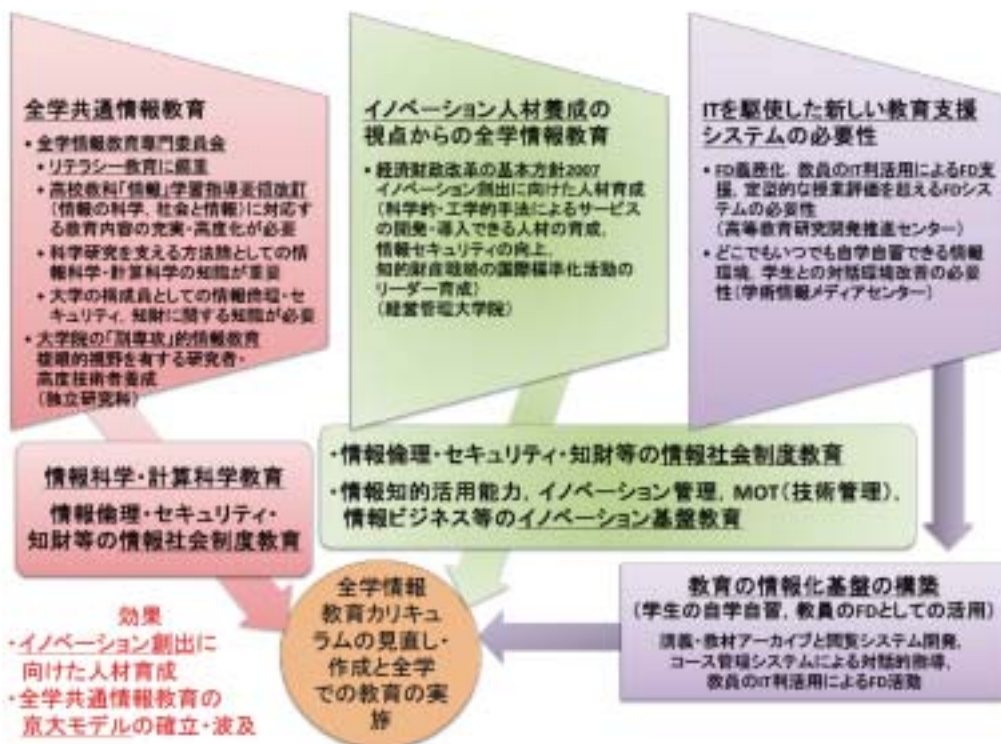 全学共通情報教育
• 全学情報教育専門委員会
• リテラシー教育に偏重
• 高校教科「情報」学習指導要領改訂
(情報の科学、社会と情報)に対応す
る教育内容の充実・高度化が必要
• 科学研究を支える方法論としての情
報科学・計算科学の知識が重要
• 大学の構成員としての情報倫理・セ
キュリティ、知財に関する知識が必要
• 大学院の「副専攻」的情報教育
複眼的視野を有する研究者・
高度技術者養成
(独立研究科)
イノベーション人材養成の
視点からの全学情報教育
• 経済財政改革の基本方針2007
イノベーション創出に向けた人材育成
(科学的・工学的手法によるサービス
の開発・導入できる人材の育成,
情報セキュリティの向上,
知的財産戦略の国際標準化活動の
リーダー育成)
(経営管理大学院)
ITを駆使した新しい教育支援
システムの必要性
• FD義務化、教員のIT利活用によるFD支
援、定型的な授業評価を超えるFDシ
ステムの必要性
(高等教育研究開発推進センター)
• どこでもいつでも自学自習できる情報
環境、学生との対話環境改善の必要
性(学術情報メディアセンター)
情報科学・計算科学教育
情報倫理・セキュリティ・
知財等の情報社会制度教育
・情報倫理・セキュリティ・知財等の情報社会制度教育
・情報知的活用能力、イノベーション管理、MOT(技術管理)、
情報ビジネス等のイノベーション基盤教育
教育の情報化基盤の構築
(学生の自学自習、教員のFDとしての活用)
講義・教材アーカイブと閲覧システム開発、
コース管理システムによる対話的指導、
教員のIT利活用によるFD活動
全学情報
教育カリキュ
ラムの見直し・
作成と全学
での教育の実
施
効果
・イノベーション創出に
向けた人材育成
・全学共通情報教育の
京大モデルの確立・波及